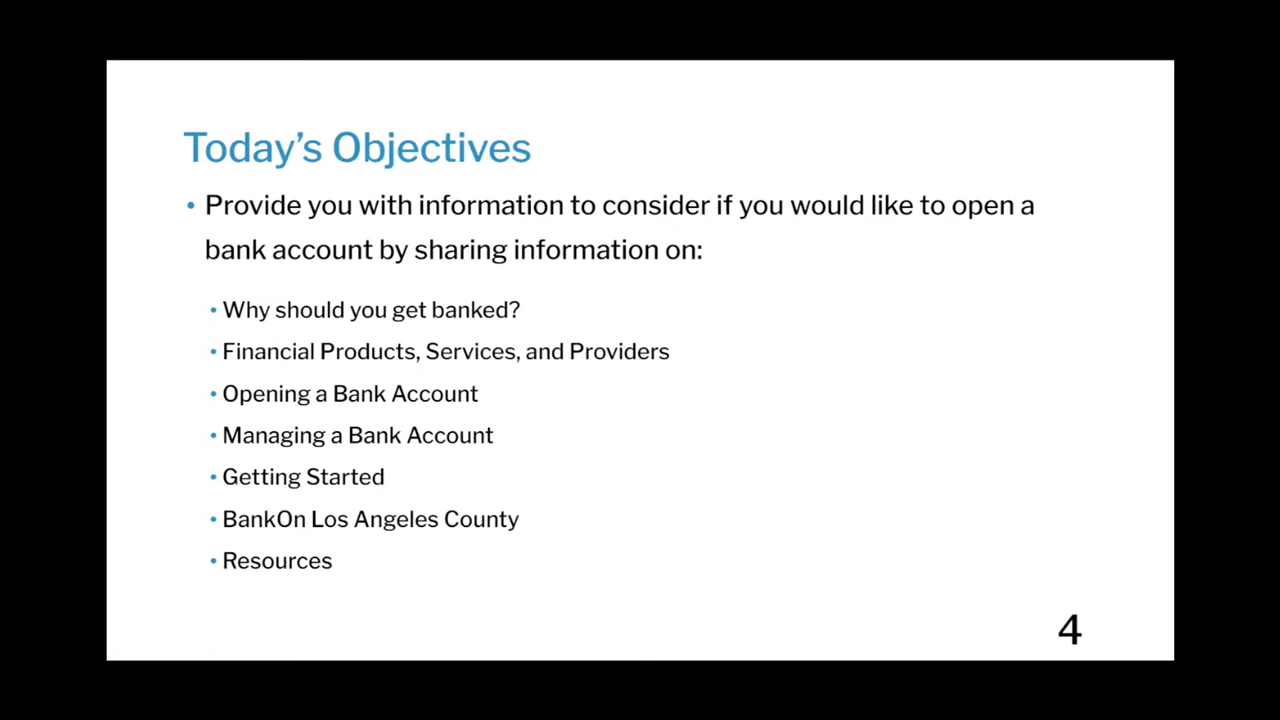 Today’s Objectives
• Provide you with information to consider if you would like to open a
bank account by sharing information on:
• Why should you get banked?
• Financial Products, Services, and Providers
• Opening a Bank Account
• Managing a Bank Account
• Getting Started
• BankOn Los Angeles County
• Resources
4